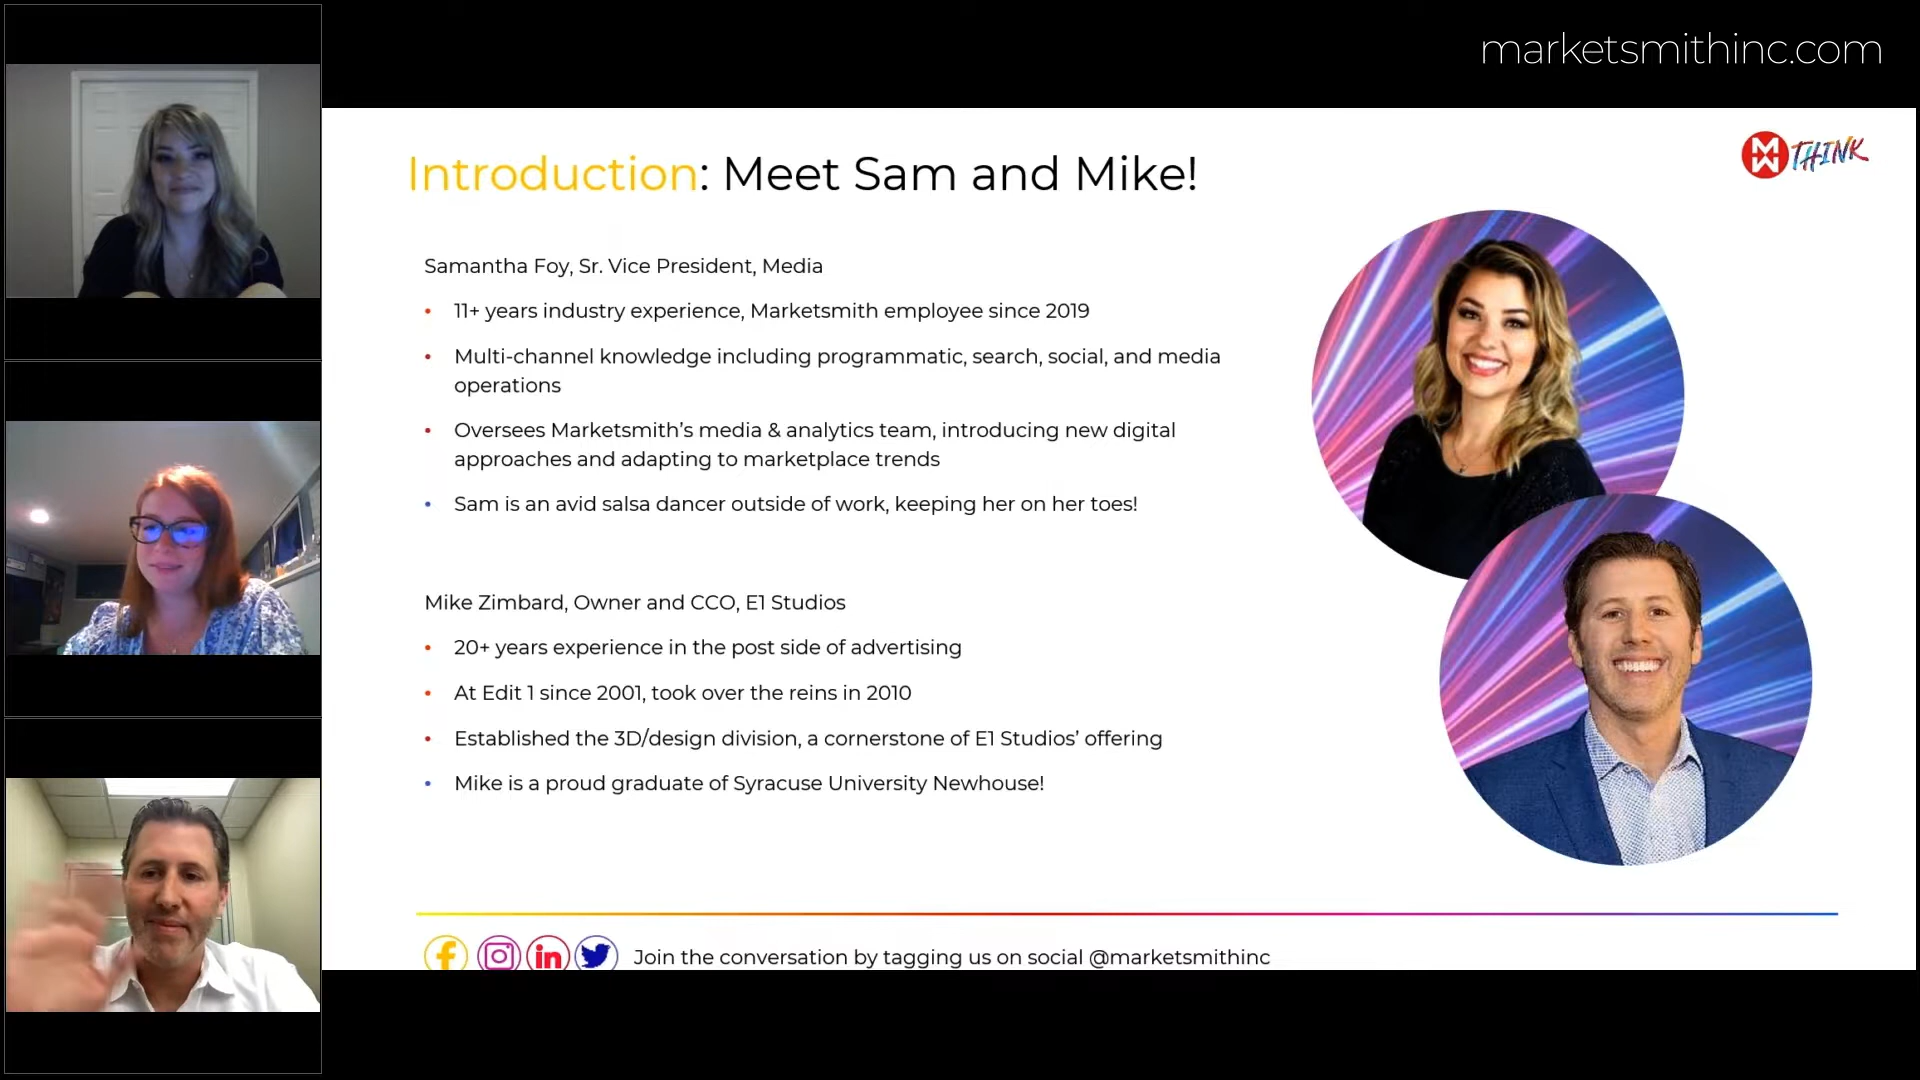 marketsmithinc.com
THINK
Introduction: Meet Sam and Mike!
Samantha Foy, Sr. Vice President, Media
• 11+ years industry experience, Marketsmith employee since 2019
• Multi-channel knowledge including programmatic, search, social, and media
operations
• Oversees Marketsmith’s media & analytics team, introducing new digital
approaches and adapting to marketplace trends
• Sam is an avid salsa dancer outside of work, keeping her on her toes!
Mike Zimbard, Owner and CCO, E1 Studios
• 20+ years experience in the post side of advertising
• At Edit 1 since 2001, took over the reins in 2010
• Established the 3D/design division, a cornerstone of E1 Studios’ offering
• Mike is a proud graduate of Syracuse University Newhouse!
Join the conversation by tagging us on social @marketsmithinc